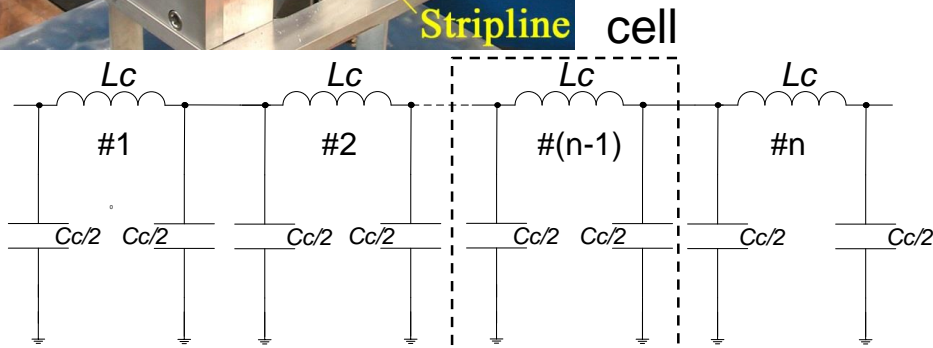 Stripline cell
Lc Lc Lc Lc
#1 #2 #(n-1) #n
Cc/2 Cc/2 Cc/2 Cc/2 Cc/2 Cc/2 Cc/2 Cc/2